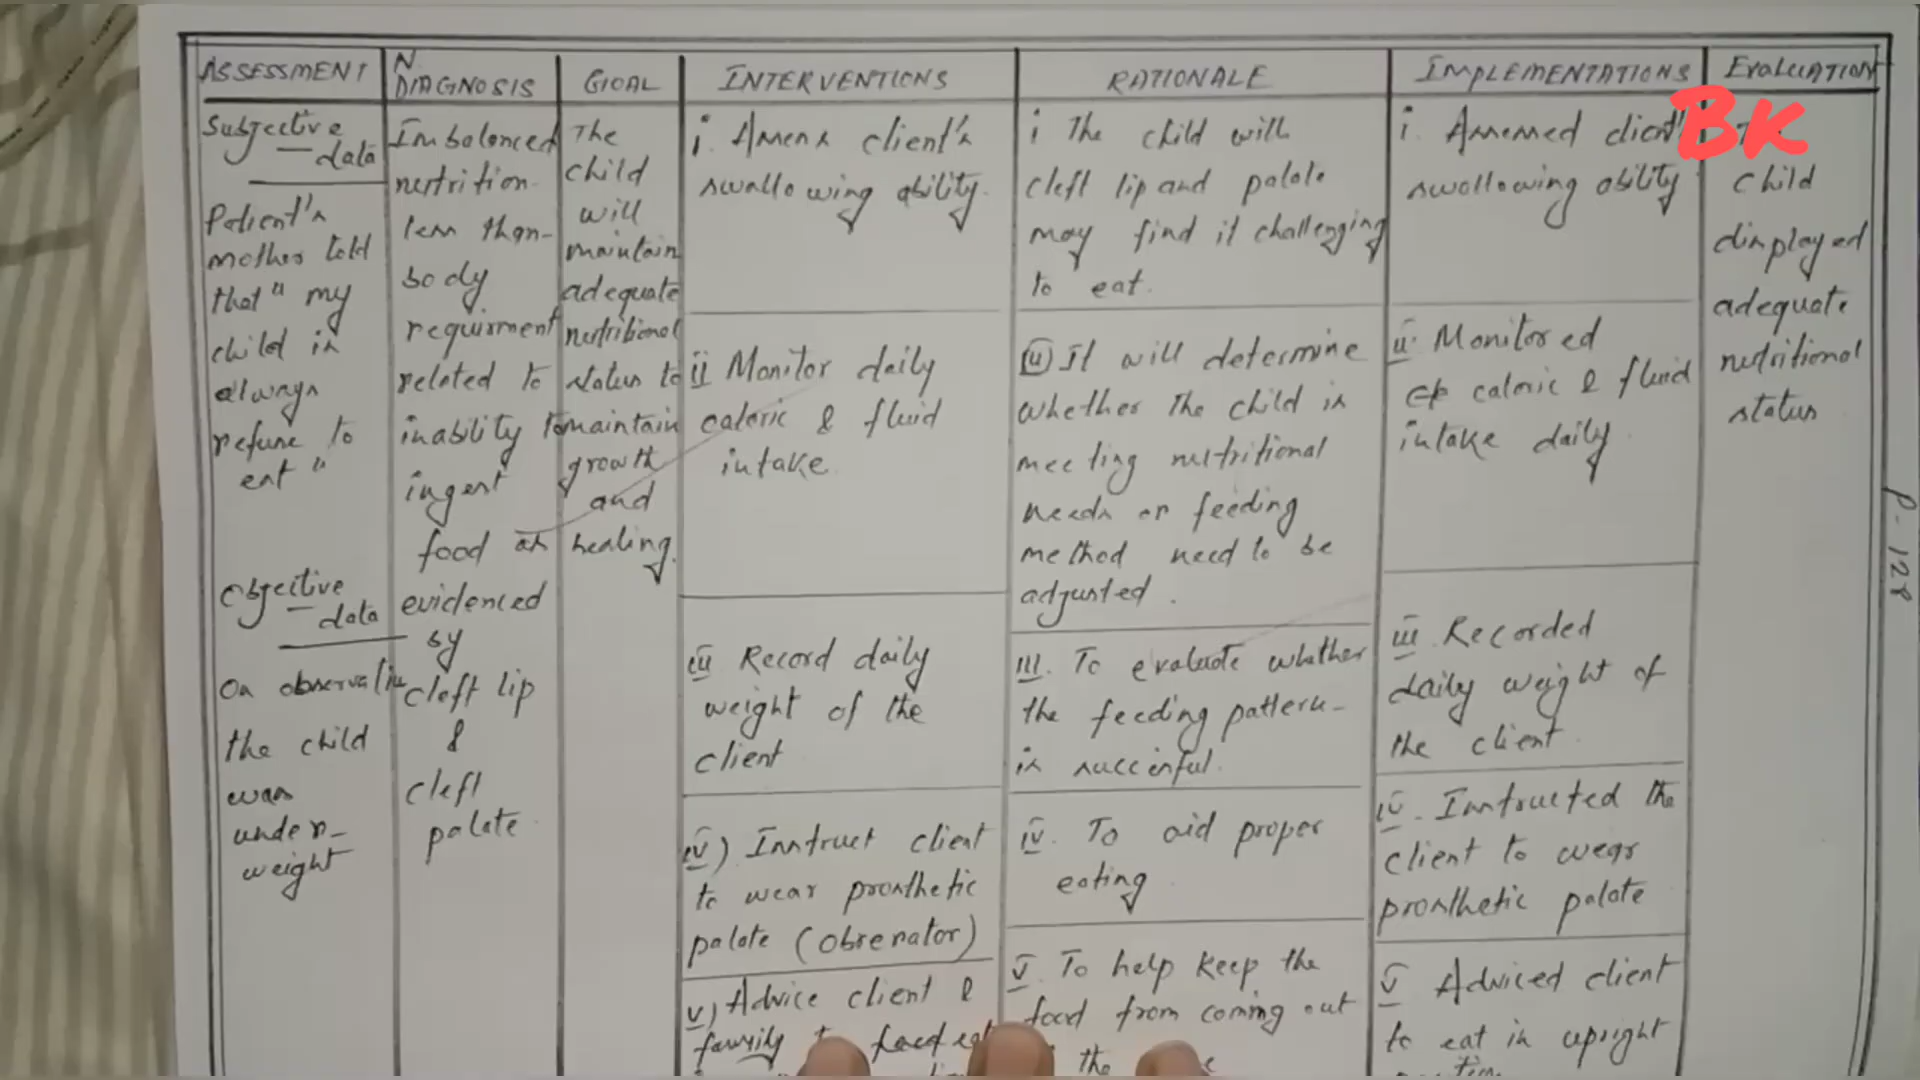 ASSESSMENT
N. DIAGNOSIS
GOAL
INTERVENTIONS
RATIONALE
IMPLEMENTATIONS
EvaluATION
Bk
Subjective
data
Patient's
mother told
that " my
child is
always
refuse to
eat "
Objective
data
On observation
the child
was
under-
weight
Imbalanced
nutrition
less than
body
requirment
related to
inability to
ingest
food as
evidenced
by
cleft lip
&
cleft
palate.
The
child
will
maintain
adequate
nutritional
status to
maintain
growth
and
healing.
i. Assess client's
swallowing ability.
ii Monitor daily
caloric & fluid
intake.
iii Record daily
weight of the
client
iv) Instruct client
to wear prosthetic
palate (obsenator)
v) Advice client &
family
i The child will
cleft lip and palate
may find it challenging
to eat.
(ii) It will determine
whether the child is
meeting nutritional
needs or feeding
method need to be
adjusted.
III. To evaluate whether
the feeding pattern
is succesful.
iv. To aid proper
eating
v. To help keep the
food from coming out
the
i. Assessed client
swallowing ability
ii. Monitored
caloric & fluid
intake daily.
iii. Recorded
daily weight of
the client.
iv. Instructed the
client to wear
prosthetic palate
v Adviced client
to eat in upright
child
displayed
adequate
nutritional
status
P-128